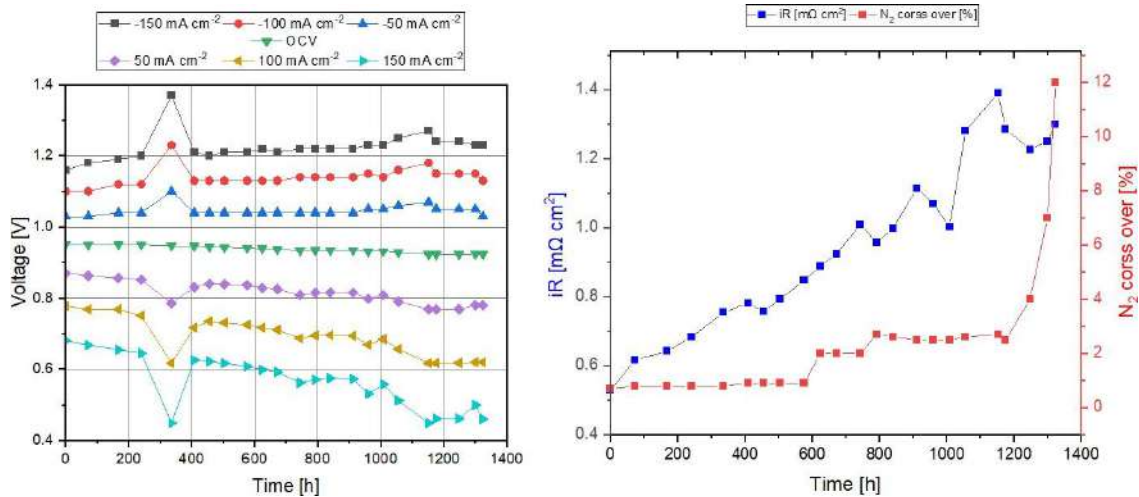 -150 mA cm⁻² -100 mA cm⁻² -50 mA cm⁻²
OCV
50 mA cm⁻² 100 mA cm⁻² 150 mA cm⁻²
1.4
1.2
1.0
0.8
0.6
0.4
Voltage [V]
0 200 400 600 800 1000 1200 1400
Time [h]
iR [mΩ cm²] N₂ corss over [%]
1.4
1.2
1.0
0.8
0.6
0.4
iR [mΩ cm²]
12
10
8
6
4
2
0
N₂ corss over [%]
0 200 400 600 800 1000 1200 1400
Time [h]